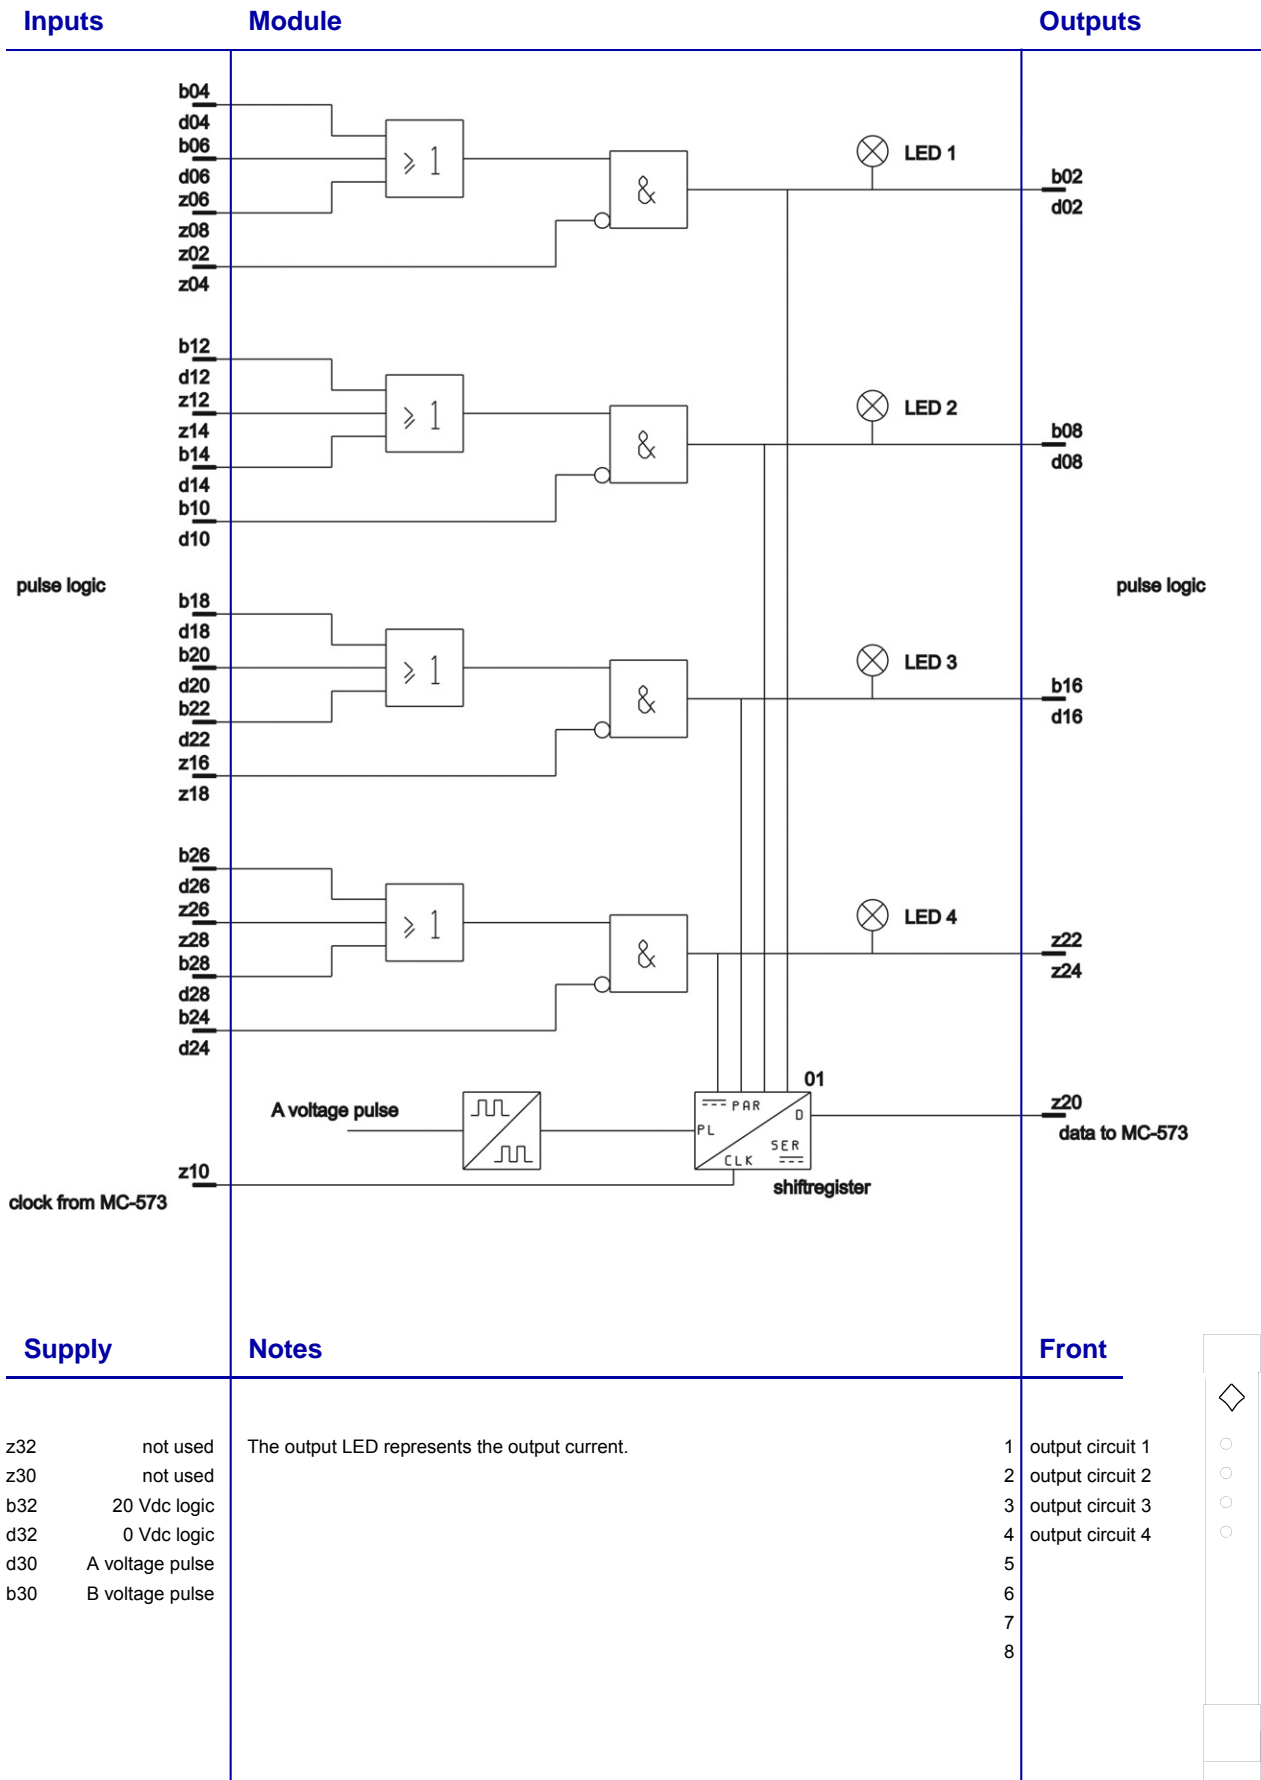 Inputs Module Outputs
b04
d04
b06
d06
z06
z08
z02
z04
≥ 1
&
LED 1
b02
d02
b12
d12
z12
z14
b14
d14
b10
d10
≥ 1
&
LED 2
b08
d08
pulse logic
pulse logic
b18
d18
b20
d20
b22
d22
z16
z18
≥ 1
&
LED 3
b16
d16
b26
d26
z26
z28
b28
d28
b24
d24
≥ 1
&
LED 4
z22
z24
A voltage pulse
01
PAR
D
PL
SER
CLK
shiftregister
z20
data to MC-573
z10
clock from MC-573
Supply Notes Front
z32 not used The output LED represents the output current. 1 output circuit 1
z30 not used 2 output circuit 2
b32 20 Vdc logic 3 output circuit 3
d32 0 Vdc logic 4 output circuit 4
d30 A voltage pulse 5
b30 B voltage pulse 6
7
8